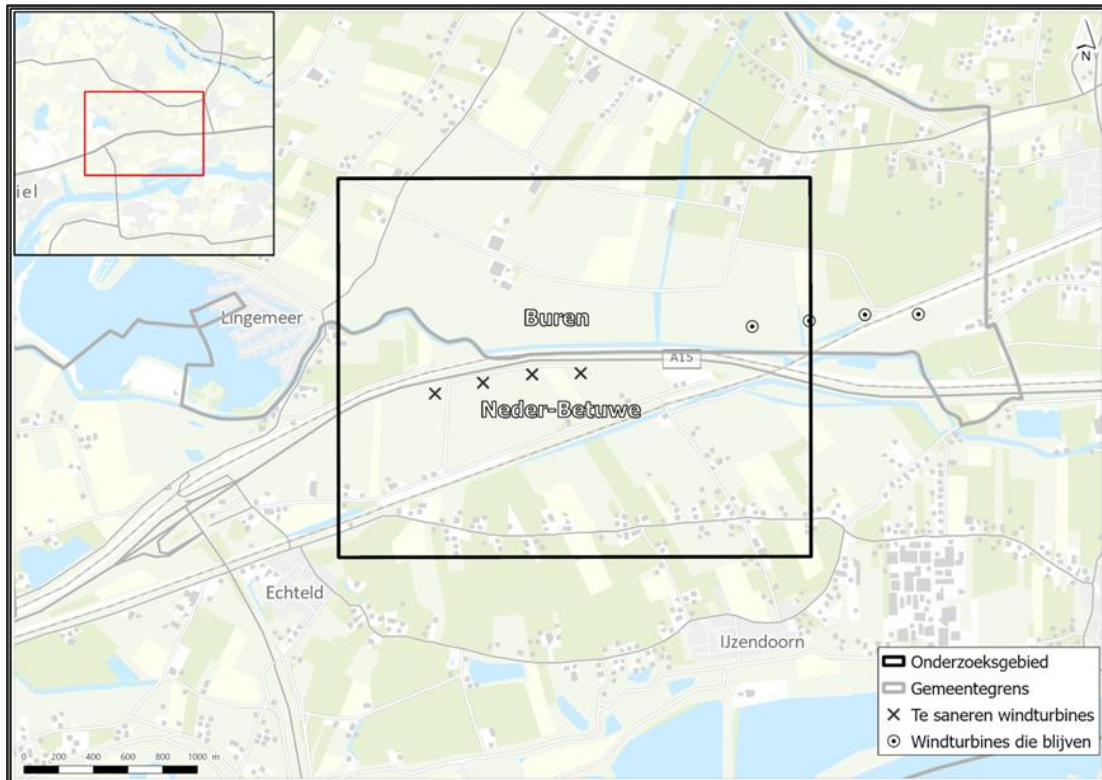 iel
N
Lingemeer
Buren
A15
Neder-Betuwe
Echteld
IJzendoorn
Onderzoeksgebied
Gemeentegrens
Te saneren windturbines
Windturbines die blijven
0 200 400 600 800 1000 m